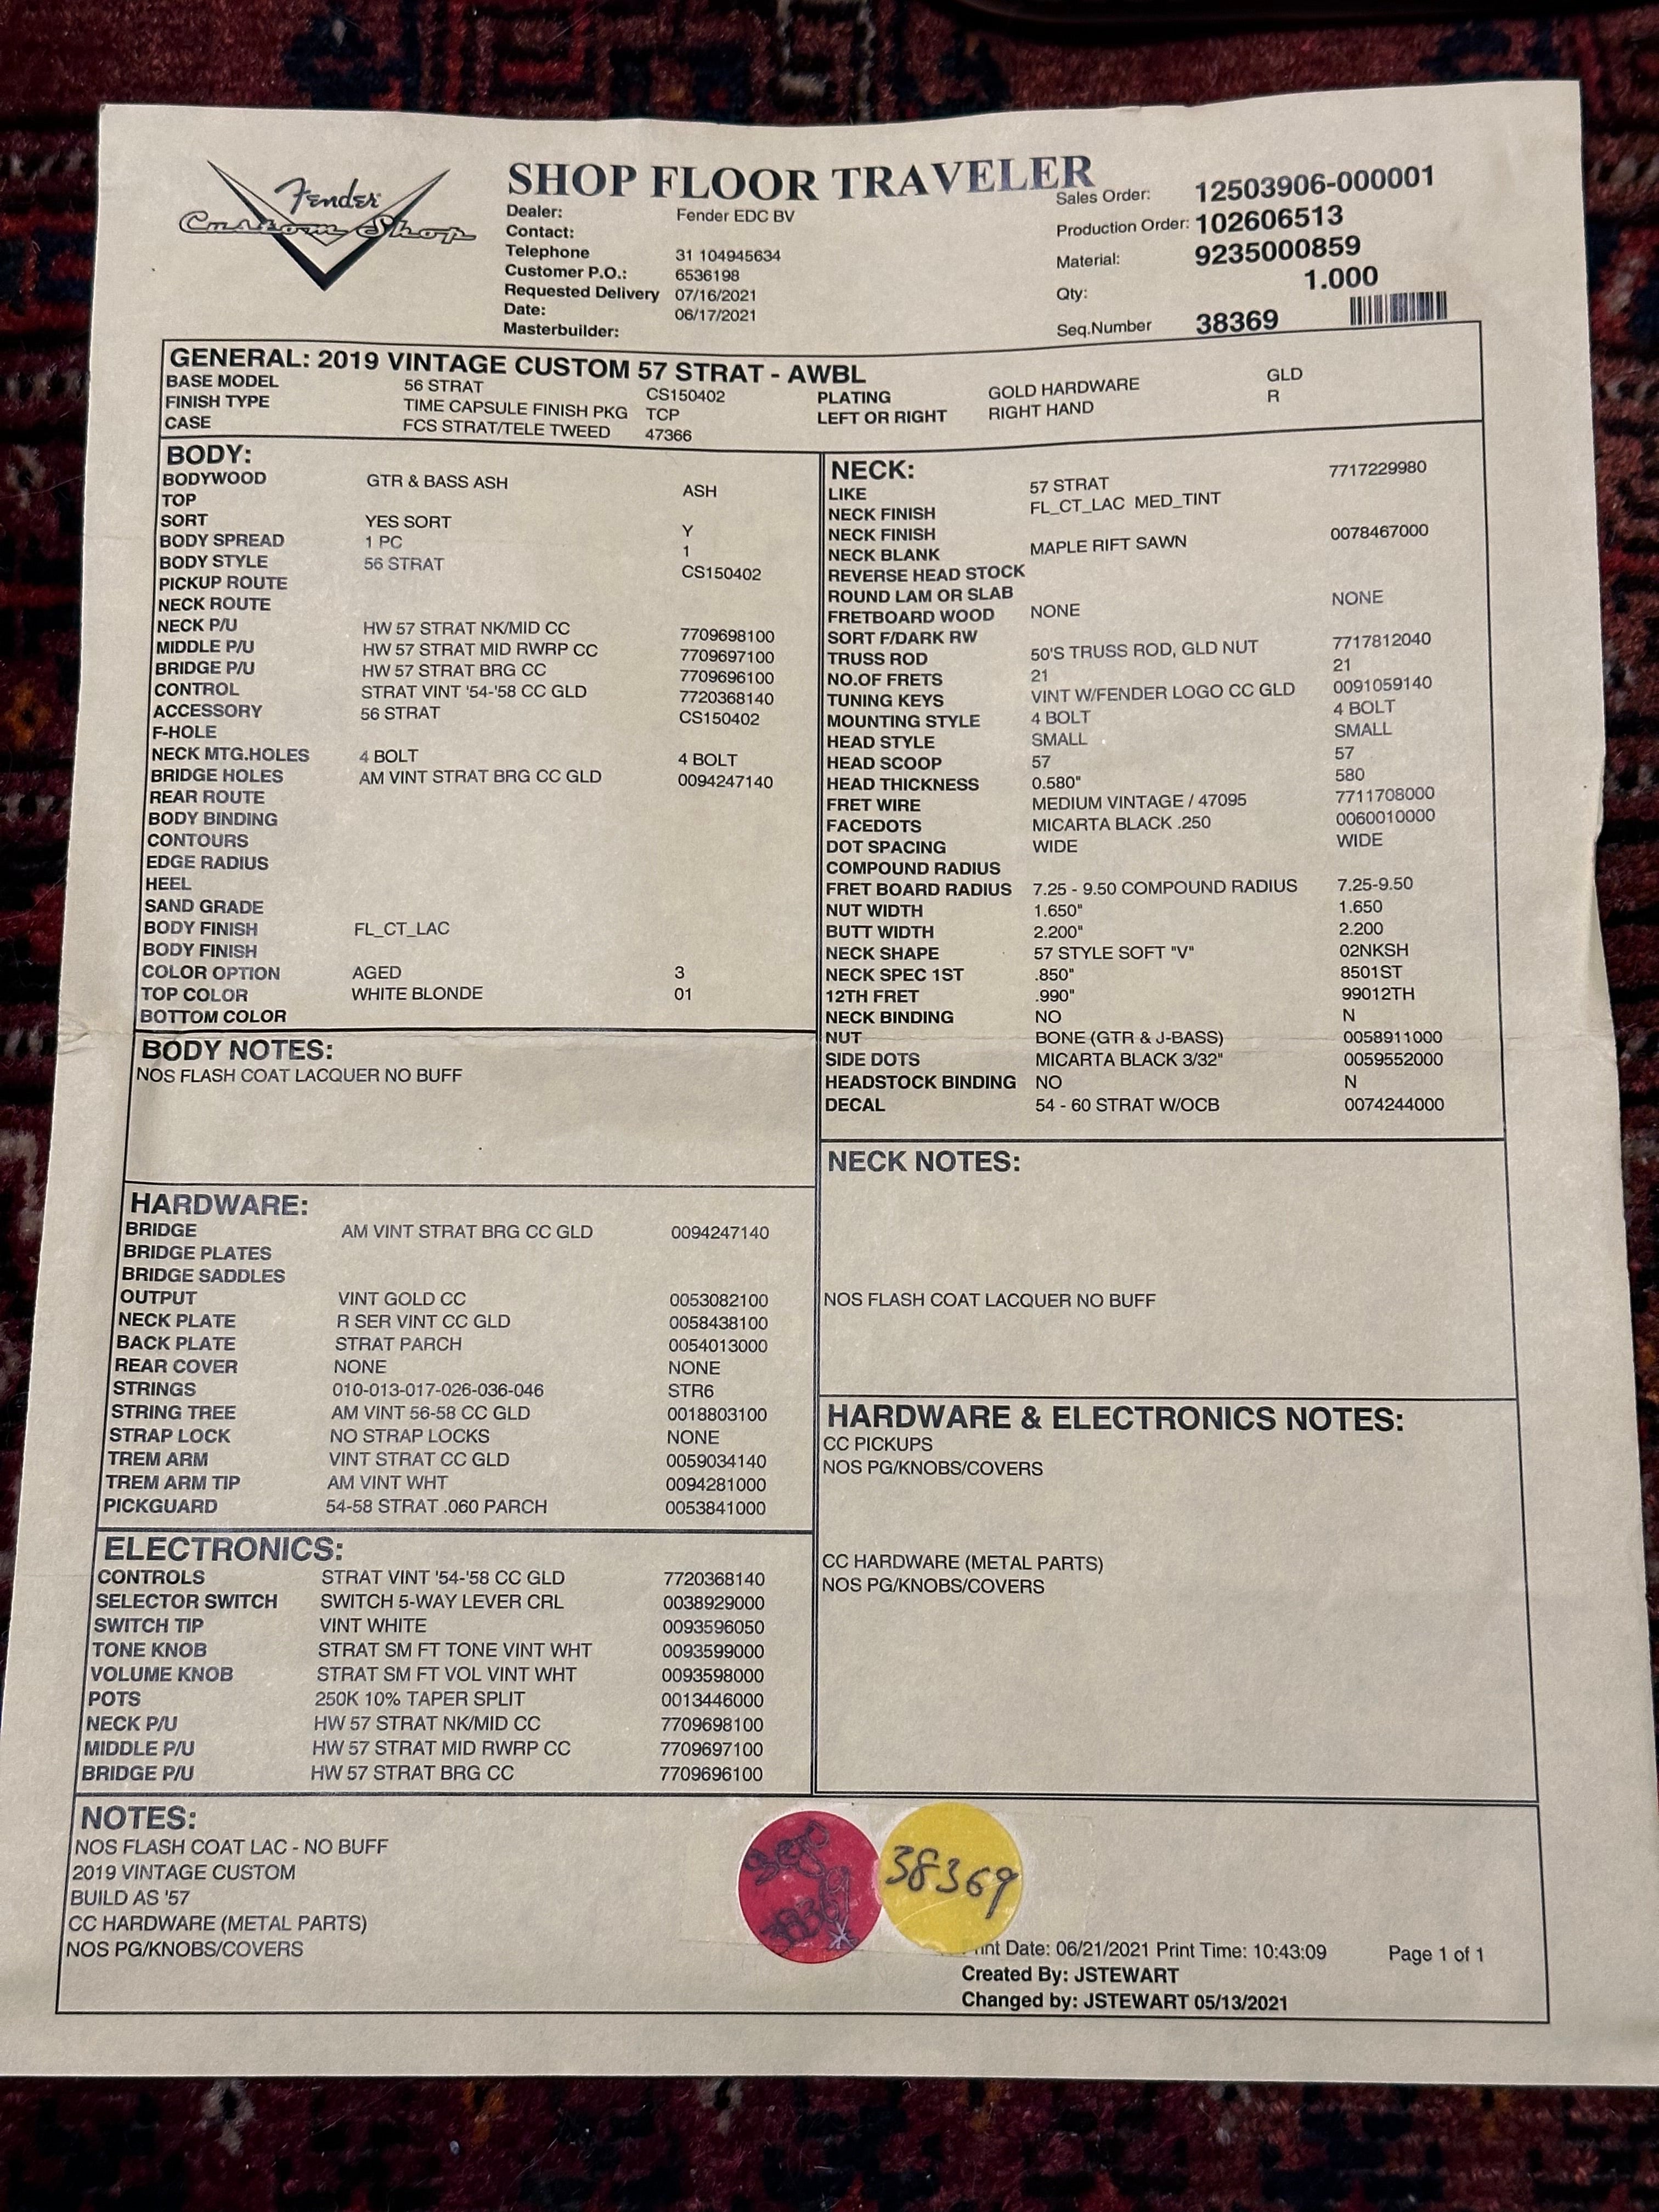 Fender
Custom Shop
SHOP FLOOR TRAVELER
Dealer: Fender EDC BV
Contact:
Telephone 31 104945634
Customer P.O.: 6536198
Requested Delivery 07/16/2021
Date: 06/17/2021
Masterbuilder:
Sales Order: 12503906-000001
Production Order: 102606513
Material: 9235000859
Qty: 1.000
Seq.Number 38369
GENERAL: 2019 VINTAGE CUSTOM 57 STRAT - AWBL
BASE MODEL 56 STRAT CS150402 PLATING GOLD HARDWARE GLD
FINISH TYPE TIME CAPSULE FINISH PKG TCP LEFT OR RIGHT RIGHT HAND R
CASE FCS STRAT/TELE TWEED 47366
BODY:
BODYWOOD GTR & BASS ASH ASH
TOP
SORT YES SORT Y
BODY SPREAD 1 PC 1
BODY STYLE 56 STRAT CS150402
PICKUP ROUTE
NECK ROUTE
NECK P/U HW 57 STRAT NK/MID CC 7709698100
MIDDLE P/U HW 57 STRAT MID RWRP CC 7709697100
BRIDGE P/U HW 57 STRAT BRG CC 7709696100
CONTROL STRAT VINT '54-'58 CC GLD 7720368140
ACCESSORY 56 STRAT CS150402
F-HOLE
NECK MTG.HOLES 4 BOLT 4 BOLT
BRIDGE HOLES AM VINT STRAT BRG CC GLD 0094247140
REAR ROUTE
BODY BINDING
CONTOURS
EDGE RADIUS
HEEL
SAND GRADE
BODY FINISH FL_CT_LAC
BODY FINISH
COLOR OPTION AGED 3
TOP COLOR WHITE BLONDE 01
BOTTOM COLOR
BODY NOTES:
NOS FLASH COAT LACQUER NO BUFF
HARDWARE:
BRIDGE AM VINT STRAT BRG CC GLD 0094247140
BRIDGE PLATES
BRIDGE SADDLES
OUTPUT VINT GOLD CC 0053082100
NECK PLATE R SER VINT CC GLD 0058438100
BACK PLATE STRAT PARCH 0054013000
REAR COVER NONE NONE
STRINGS 010-013-017-026-036-046 STR6
STRING TREE AM VINT 56-58 CC GLD 0018803100
STRAP LOCK NO STRAP LOCKS NONE
TREM ARM VINT STRAT CC GLD 0059034140
TREM ARM TIP AM VINT WHT 0094281000
PICKGUARD 54-58 STRAT .060 PARCH 0053841000
ELECTRONICS:
CONTROLS STRAT VINT '54-'58 CC GLD 7720368140
SELECTOR SWITCH SWITCH 5-WAY LEVER CRL 0038929000
SWITCH TIP VINT WHITE 0093596050
TONE KNOB STRAT SM FT TONE VINT WHT 0093599000
VOLUME KNOB STRAT SM FT VOL VINT WHT 0093598000
POTS 250K 10% TAPER SPLIT 0013446000
NECK P/U HW 57 STRAT NK/MID CC 7709698100
MIDDLE P/U HW 57 STRAT MID RWRP CC 7709697100
BRIDGE P/U HW 57 STRAT BRG CC 7709696100
NECK: 7717229980
LIKE 57 STRAT
NECK FINISH FL_CT_LAC MED_TINT
NECK FINISH 0078467000
NECK BLANK MAPLE RIFT SAWN
REVERSE HEAD STOCK
ROUND LAM OR SLAB NONE
FRETBOARD WOOD NONE
SORT F/DARK RW
TRUSS ROD 50'S TRUSS ROD, GLD NUT 7717812040
NO.OF FRETS 21 21
TUNING KEYS VINT W/FENDER LOGO CC GLD 0091059140
MOUNTING STYLE 4 BOLT 4 BOLT
HEAD STYLE SMALL SMALL
HEAD SCOOP 57 57
HEAD THICKNESS 0.580" 580
FRET WIRE MEDIUM VINTAGE / 47095 7711708000
FACEDOTS MICARTA BLACK .250 0060010000
DOT SPACING WIDE WIDE
COMPOUND RADIUS
FRET BOARD RADIUS 7.25 - 9.50 COMPOUND RADIUS 7.25-9.50
NUT WIDTH 1.650" 1.650
BUTT WIDTH 2.200" 2.200
NECK SHAPE 57 STYLE SOFT "V" 02NKSH
NECK SPEC 1ST .850" 8501ST
12TH FRET .990" 99012TH
NECK BINDING NO N
NUT BONE (GTR & J-BASS) 0058911000
SIDE DOTS MICARTA BLACK 3/32" 0059552000
HEADSTOCK BINDING NO N
DECAL 54 - 60 STRAT W/OCB 0074244000
NECK NOTES:
NOS FLASH COAT LACQUER NO BUFF
HARDWARE & ELECTRONICS NOTES:
CC PICKUPS
NOS PG/KNOBS/COVERS
CC HARDWARE (METAL PARTS)
NOS PG/KNOBS/COVERS
NOTES:
NOS FLASH COAT LAC - NO BUFF
2019 VINTAGE CUSTOM
BUILD AS '57
CC HARDWARE (METAL PARTS)
NOS PG/KNOBS/COVERS
38369
Date: 06/21/2021 Print Time: 10:43:09 Page 1 of 1
Created By: JSTEWART
Changed by: JSTEWART 05/13/2021